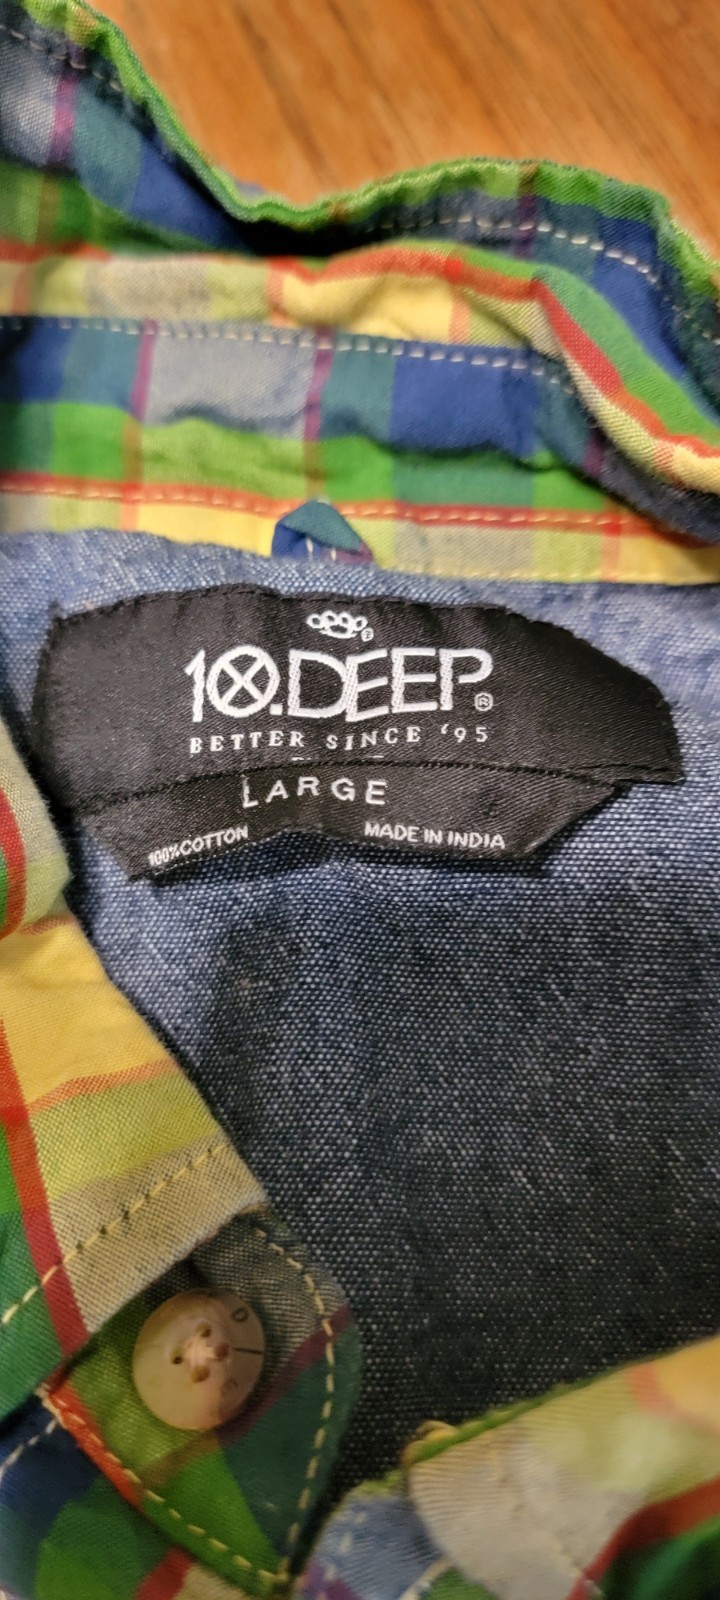 10.DEEP®
BETTER SINCE '95
LARGE
100% COTTON
MADE IN INDIA